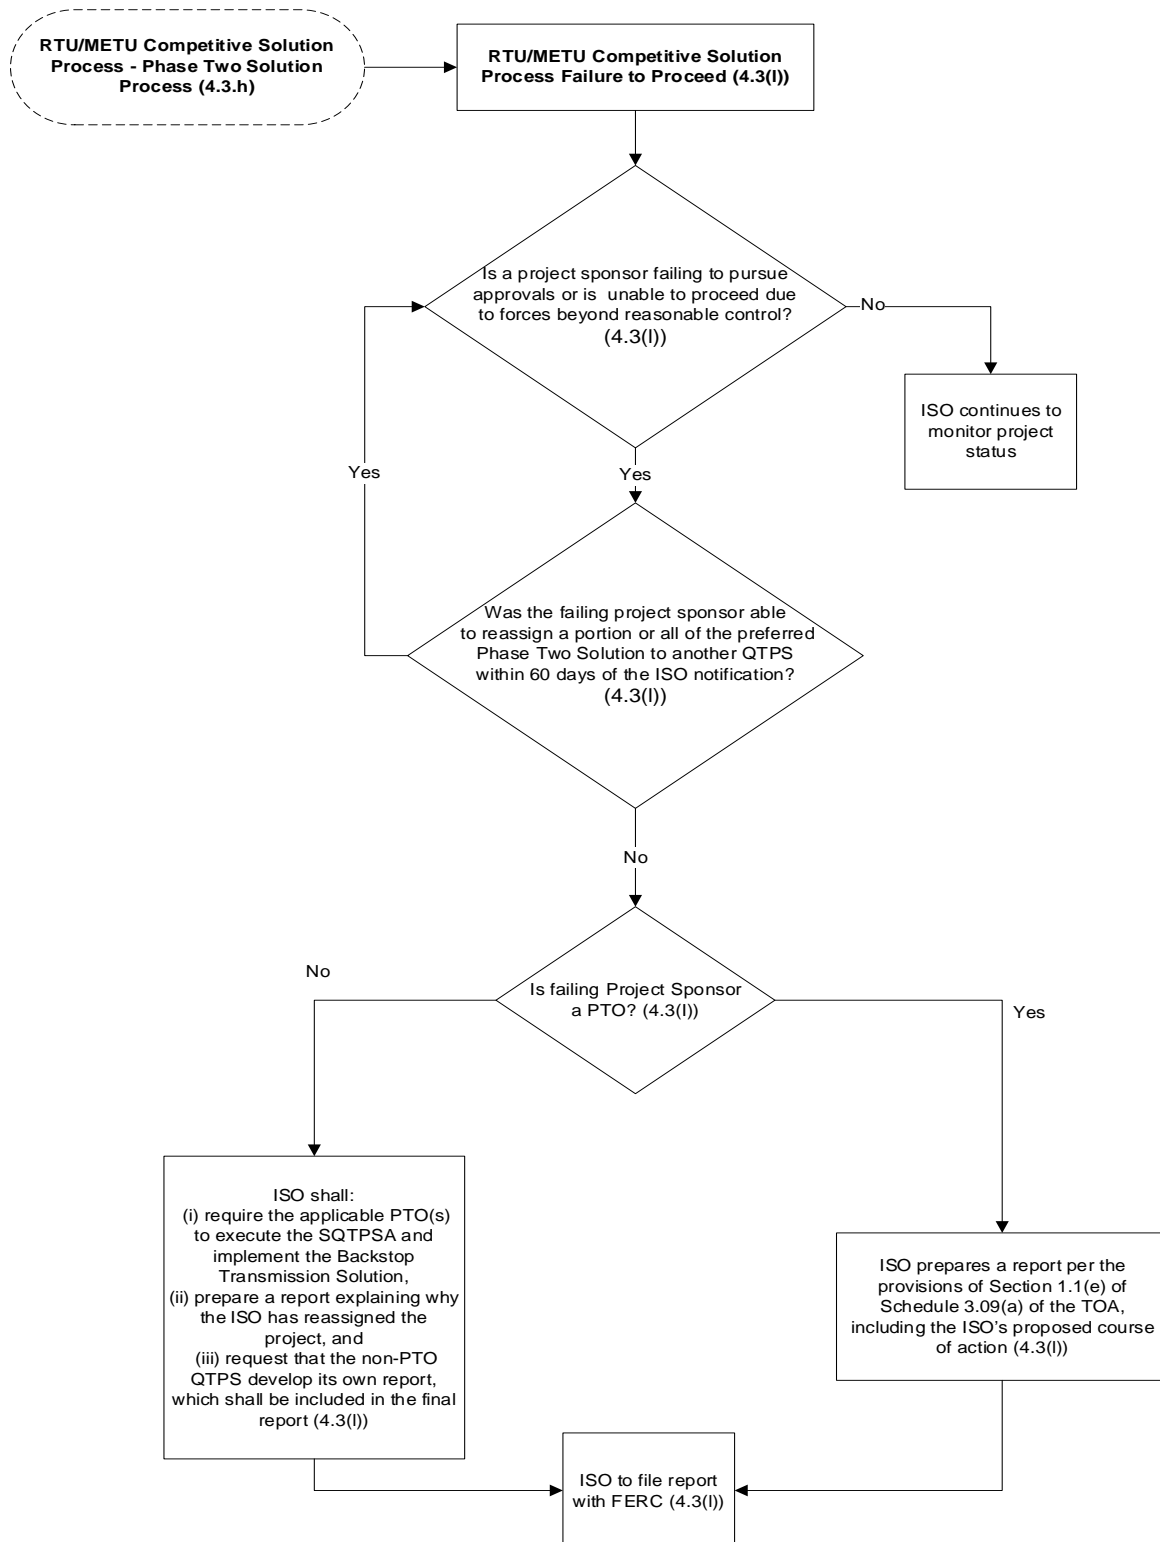 RTU/METU Competitive Solution
Process - Phase Two Solution
Process (4.3.h)
RTU/METU Competitive Solution
Process Failure to Proceed (4.3(l))
Is a project sponsor failing to pursue
approvals or is unable to proceed due
to forces beyond reasonable control?
(4.3(l))
No
ISO continues to
monitor project
status
Yes
Yes
Was the failing project sponsor able
to reassign a portion or all of the preferred
Phase Two Solution to another QTPS
within 60 days of the ISO notification?
(4.3(l))
No
Is failing Project Sponsor
a PTO? (4.3(l))
No
Yes
ISO shall:
(i) require the applicable PTO(s)
to execute the SQTPSA and
implement the Backstop
Transmission Solution,
(ii) prepare a report explaining why
the ISO has reassigned the
project, and
(iii) request that the non-PTO
QTPS develop its own report,
which shall be included in the final
report (4.3(l))
ISO prepares a report per the
provisions of Section 1.1(e) of
Schedule 3.09(a) of the TOA,
including the ISO's proposed course
of action (4.3(l))
ISO to file report
with FERC (4.3(l))